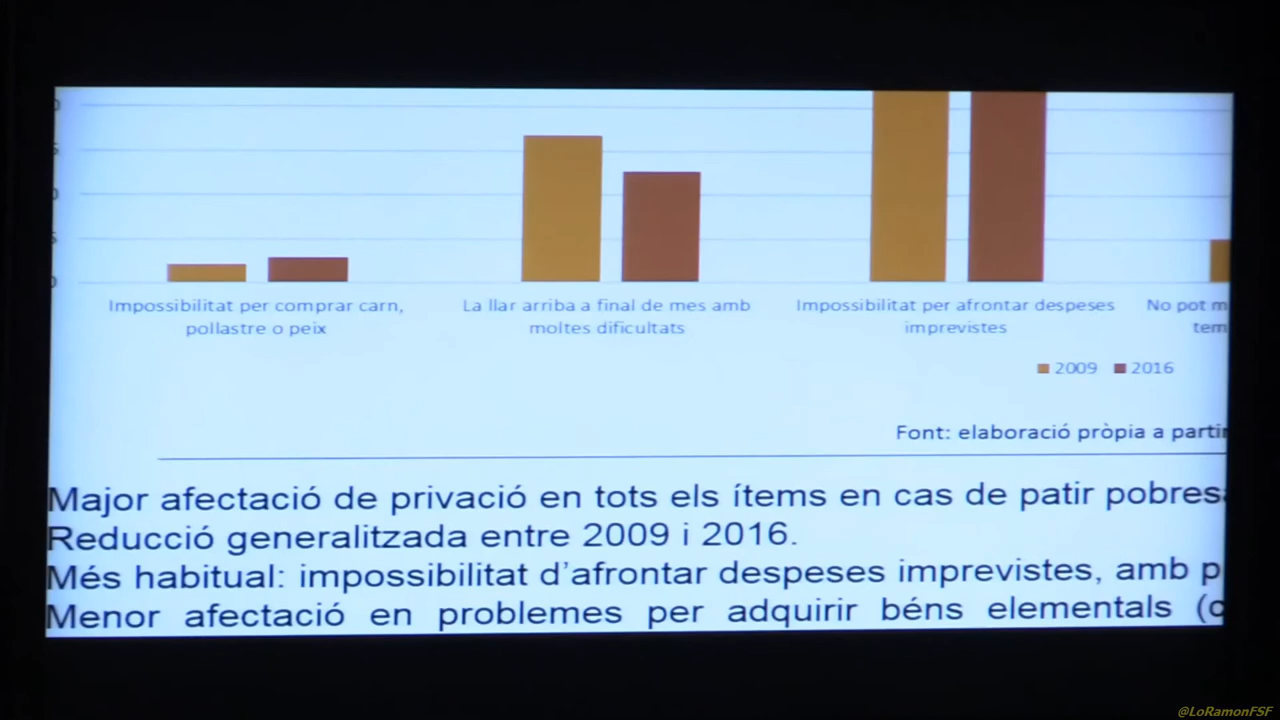 Impossibilitat per comprar carn,
pollastre o peix
La llar arriba a final de mes amb
moltes dificultats
Impossibilitat per afrontar despeses
imprevistes
No pot
2009 2016
Font: elaboració pròpia a partir
Major afectació de privació en tots els ítems en cas de patir
Reducció generalitzada entre 2009 i 2016.
Més habitual: impossibilitat d’afrontar despeses imprevistes, amb
Menor afectació en problemes per adquirir béns elementals
@LoRamonFSF